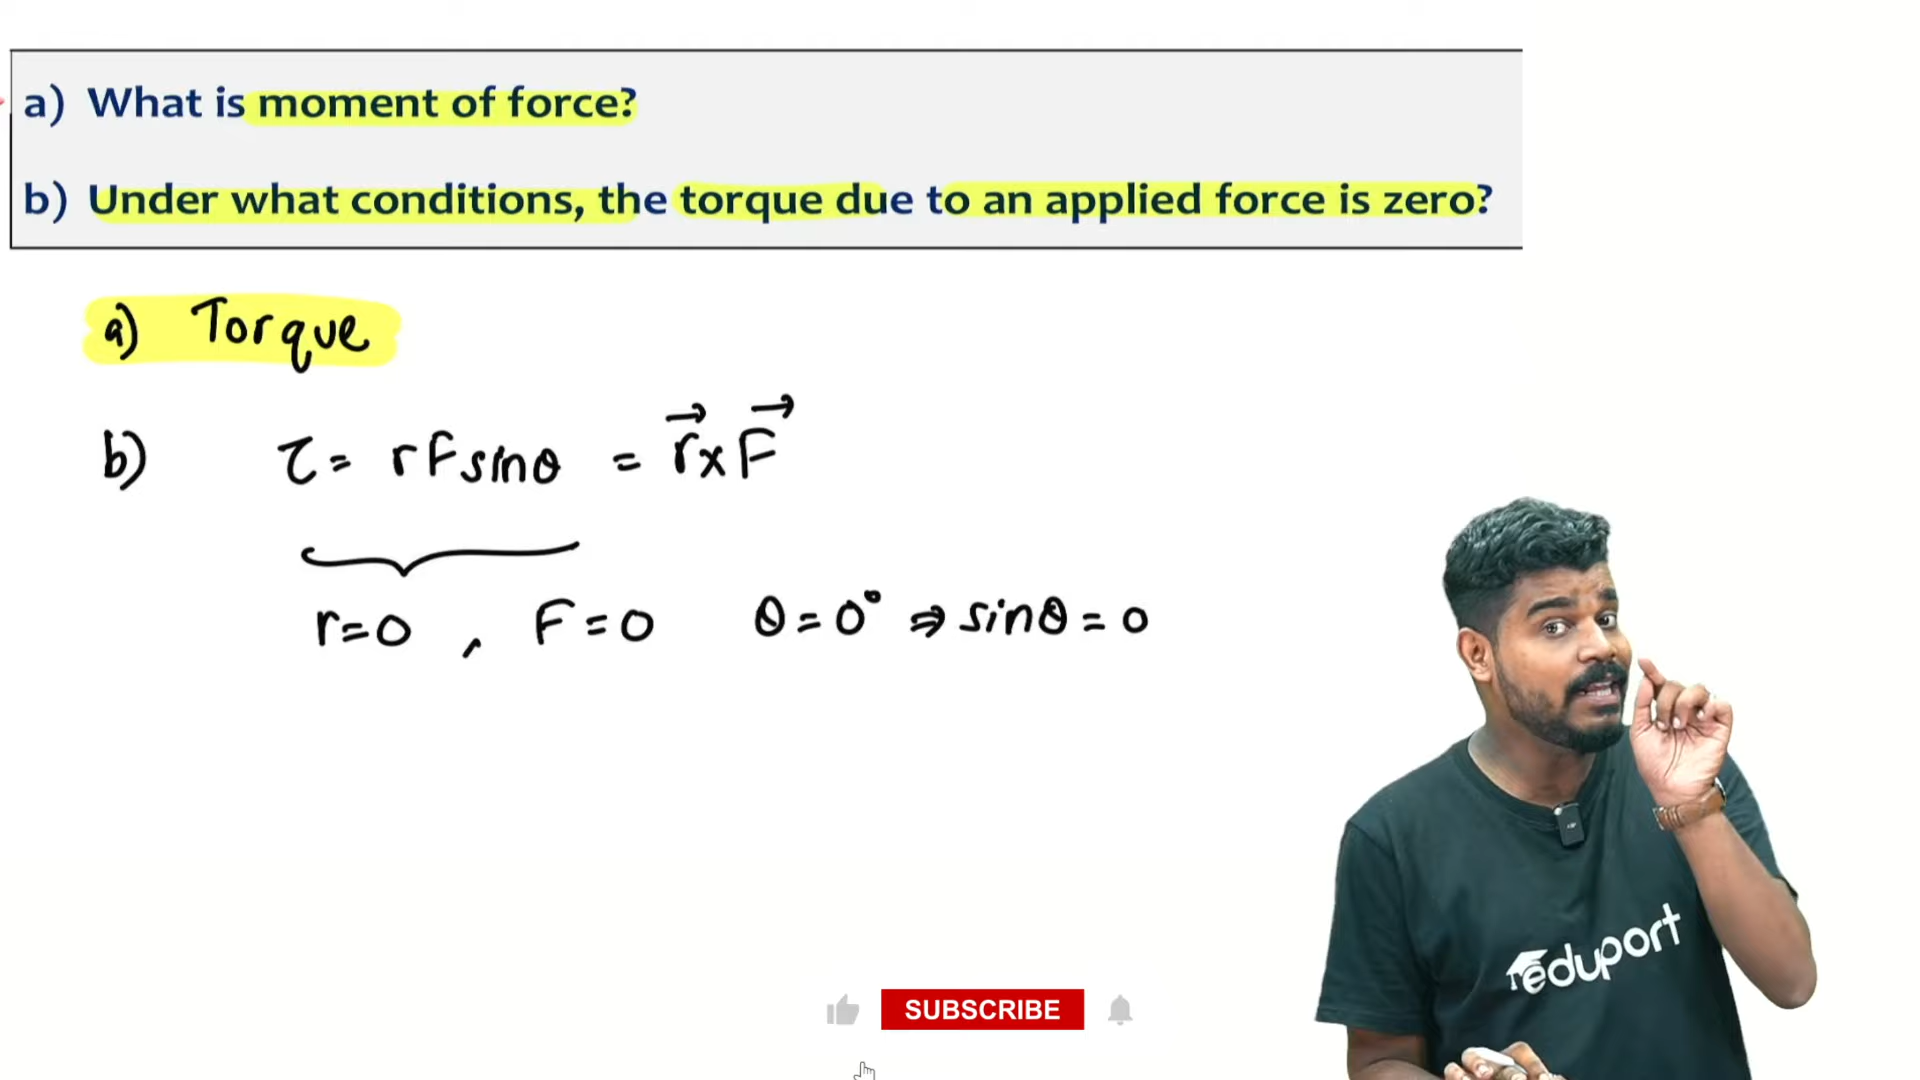 a) What is moment of force?
b) Under what conditions, the torque due to an applied force is zero?
a) Torque
b) τ = rFsinθ = r⃗ x F⃗
r=0 , F=0 θ=0° ⇒ sinθ = 0
eduport
SUBSCRIBE